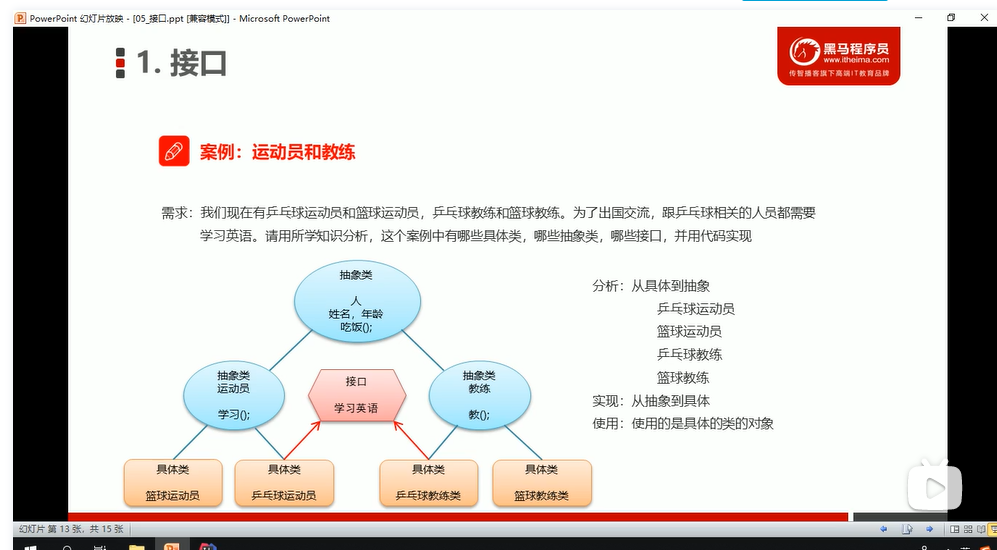 PowerPoint 幻灯片放映 - [05_接口.ppt [兼容模式]] - Microsoft PowerPoint
1. 接口
黑马程序员
www.itheima.com
传智播客旗下高端IT教育品牌
案例：运动员和教练
需求：我们现在有乒乓球运动员和篮球运动员，乒乓球教练和篮球教练。为了出国交流，跟乒乓球相关的人员都需要
学习英语。请用所学知识分析，这个案例中有哪些具体类，哪些抽象类，哪些接口，并用代码实现
抽象类
人
姓名，年龄
吃饭();
抽象类
运动员
学习();
接口
学习英语
抽象类
教练
教();
具体类
篮球运动员
具体类
乒乓球运动员
具体类
乒乓球教练类
具体类
篮球教练类
分析：从具体到抽象
乒乓球运动员
篮球运动员
乒乓球教练
篮球教练
实现：从抽象到具体
使用：使用的是具体的类的对象
幻灯片 第 13 张，共 15 张